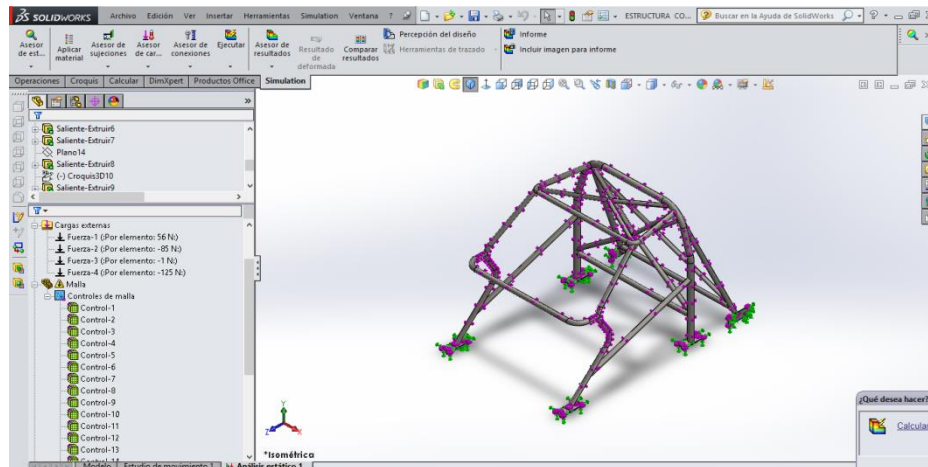 SOLIDWORKS Archivo Edición Ver Insertar Herramientas Simulation Ventana ? ESTRUCTURA CO... Buscar en la Ayuda de SolidWorks
Asesor de est... Aplicar material Asesor de sujeciones Asesor de car... Asesor de conexiones Ejecutar Asesor de resultados Resultado de deformada Comparar resultados Percepción del diseño Informe
Herramientas de trazado Incluir imagen para informe
Operaciones Croquis Calcular DimXpert Productos Office Simulation
Saliente-Extruir6
Saliente-Extruir7
Plano14
Saliente-Extruir8
(-) Croquis3D10
Saliente-Extruir9
Cargas externas
Fuerza-1 (:Por elemento: 56 N:)
Fuerza-2 (:Por elemento: -85 N:)
Fuerza-3 (:Por elemento: -1 N:)
Fuerza-4 (:Por elemento: -125 N:)
Malla
Controles de malla
Control-1
Control-2
Control-3
Control-4
Control-5
Control-6
Control-7
Control-8
Control-9
Control-10
Control-11
Control-12
Control-13
Control-14
Y
Z X
*Isométrica
¿Qué desea hacer?
Calcular
Modelo Estudio de movimiento 1 Análisis estático 1